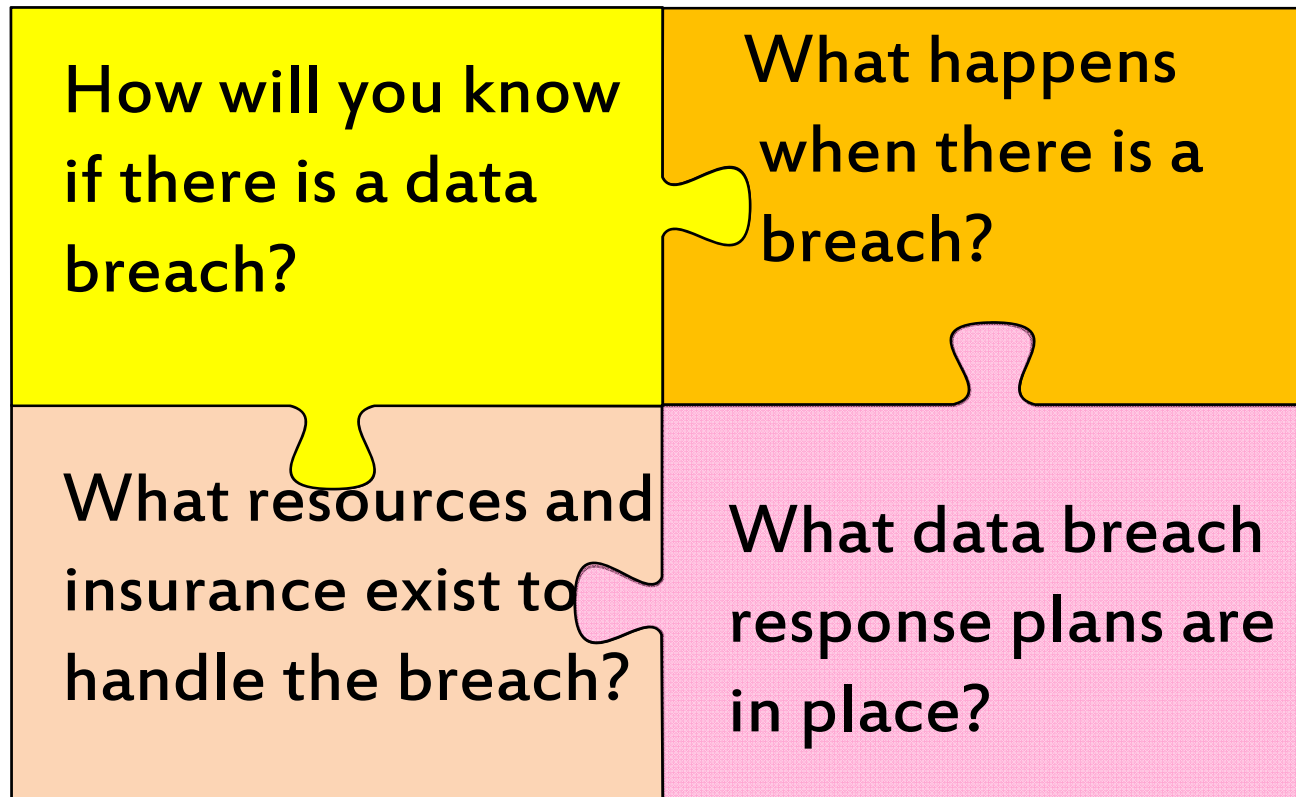 How will you know
if there is a data
breach?
What happens
when there is a
breach?
What resources and
insurance exist to
handle the breach?
What data breach
response plans are
in place?